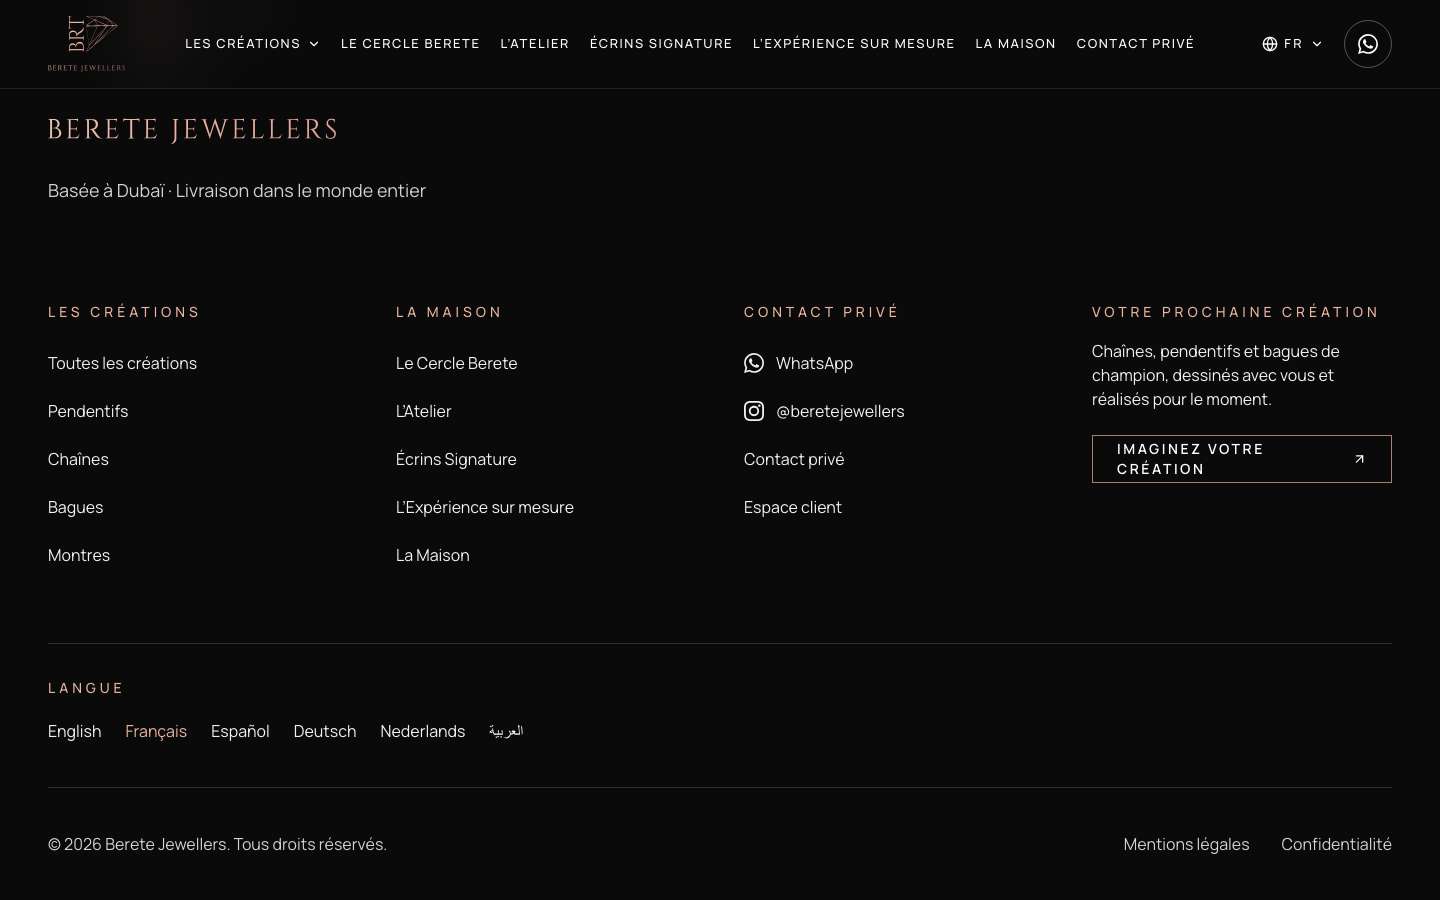 BRT
BERETE JEWELLERS
LES CRÉATIONS
LE CERCLE BERETE
L'ATELIER
ÉCRINS SIGNATURE
L'EXPÉRIENCE SUR MESURE
LA MAISON
CONTACT PRIVÉ
FR
BERETE JEWELLERS
Basée à Dubaï · Livraison dans le monde entier
LES CRÉATIONS
Toutes les créations
Pendentifs
Chaînes
Bagues
Montres
LA MAISON
Le Cercle Berete
L'Atelier
Écrins Signature
L'Expérience sur mesure
La Maison
CONTACT PRIVÉ
WhatsApp
@beretejewellers
Contact privé
Espace client
VOTRE PROCHAINE CRÉATION
Chaînes, pendentifs et bagues de
champion, dessinés avec vous et
réalisés pour le moment.
IMAGINEZ VOTRE
CRÉATION
LANGUE
English Français Español Deutsch Nederlands العربية
© 2026 Berete Jewellers. Tous droits réservés.
Mentions légales Confidentialité